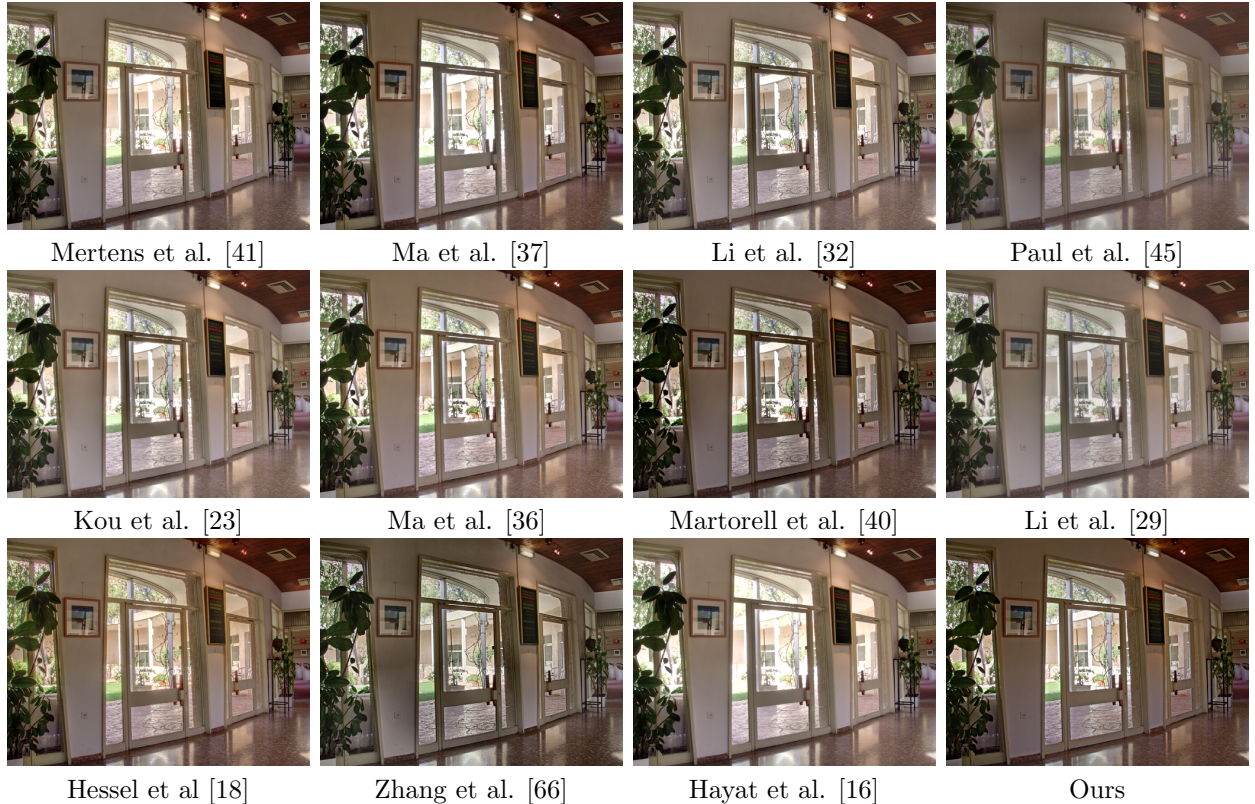 Mertens et al. [41] Ma et al. [37] Li et al. [32] Paul et al. [45]
Kou et al. [23] Ma et al. [36] Martorell et al. [40] Li et al. [29]
Hessel et al [18] Zhang et al. [66] Hayat et al. [16] Ours